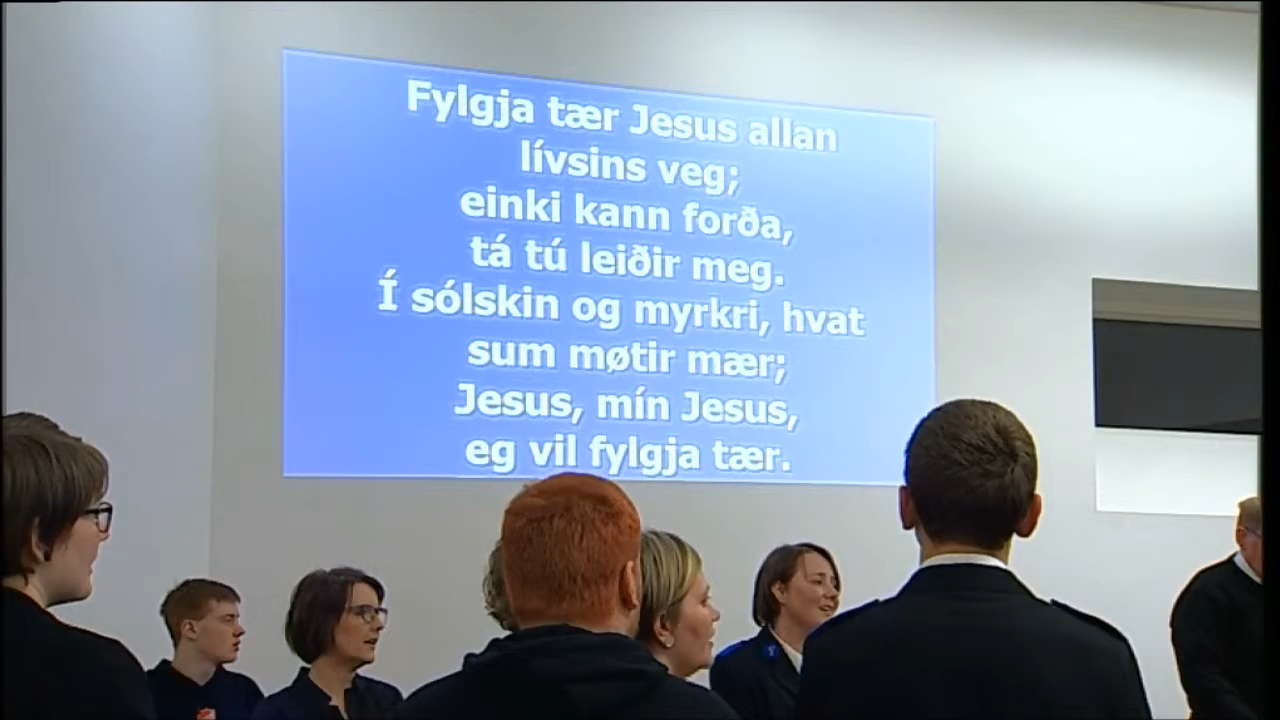 Fylgja tær Jesus allan
lívsins veg;
einki kann forða,
tá tú leiðir meg.
Í sólskin og myrkri, hvat
sum møtir mær;
Jesus, mín Jesus,
eg vil fylgja tær.